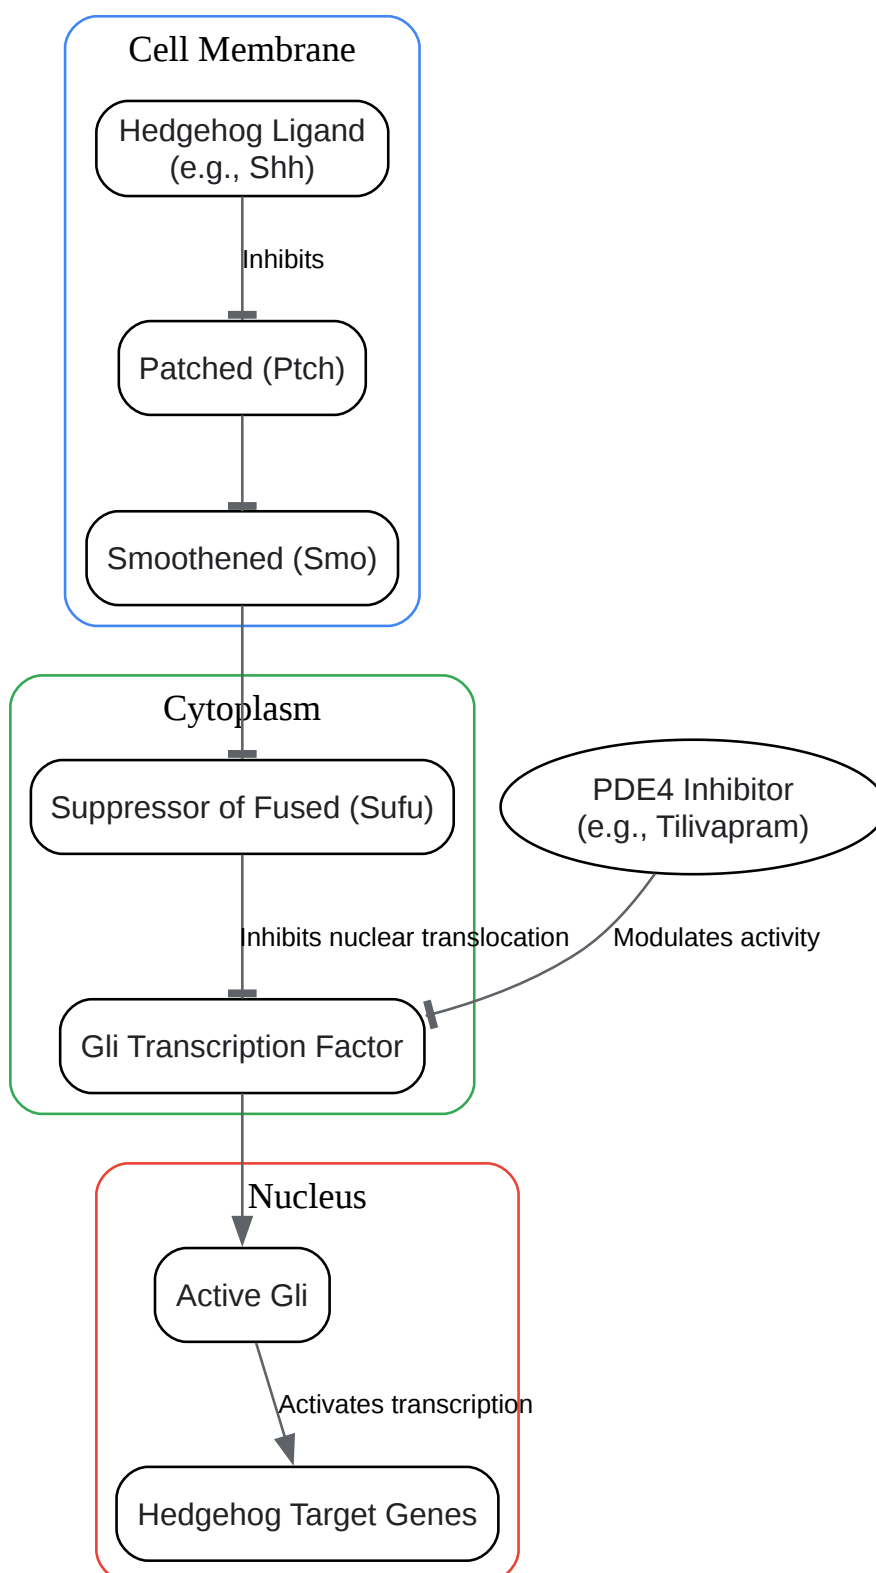 Cell Membrane
Hedgehog Ligand
(e.g., Shh)
Inhibits
Patched (Ptch)
Smoothened (Smo)
Cytoplasm
Suppressor of Fused (Sufu)
PDE4 Inhibitor
(e.g., Tilivapram)
Inhibits nuclear translocation
Modulates activity
Gli Transcription Factor
Nucleus
Active Gli
Activates transcription
Hedgehog Target Genes